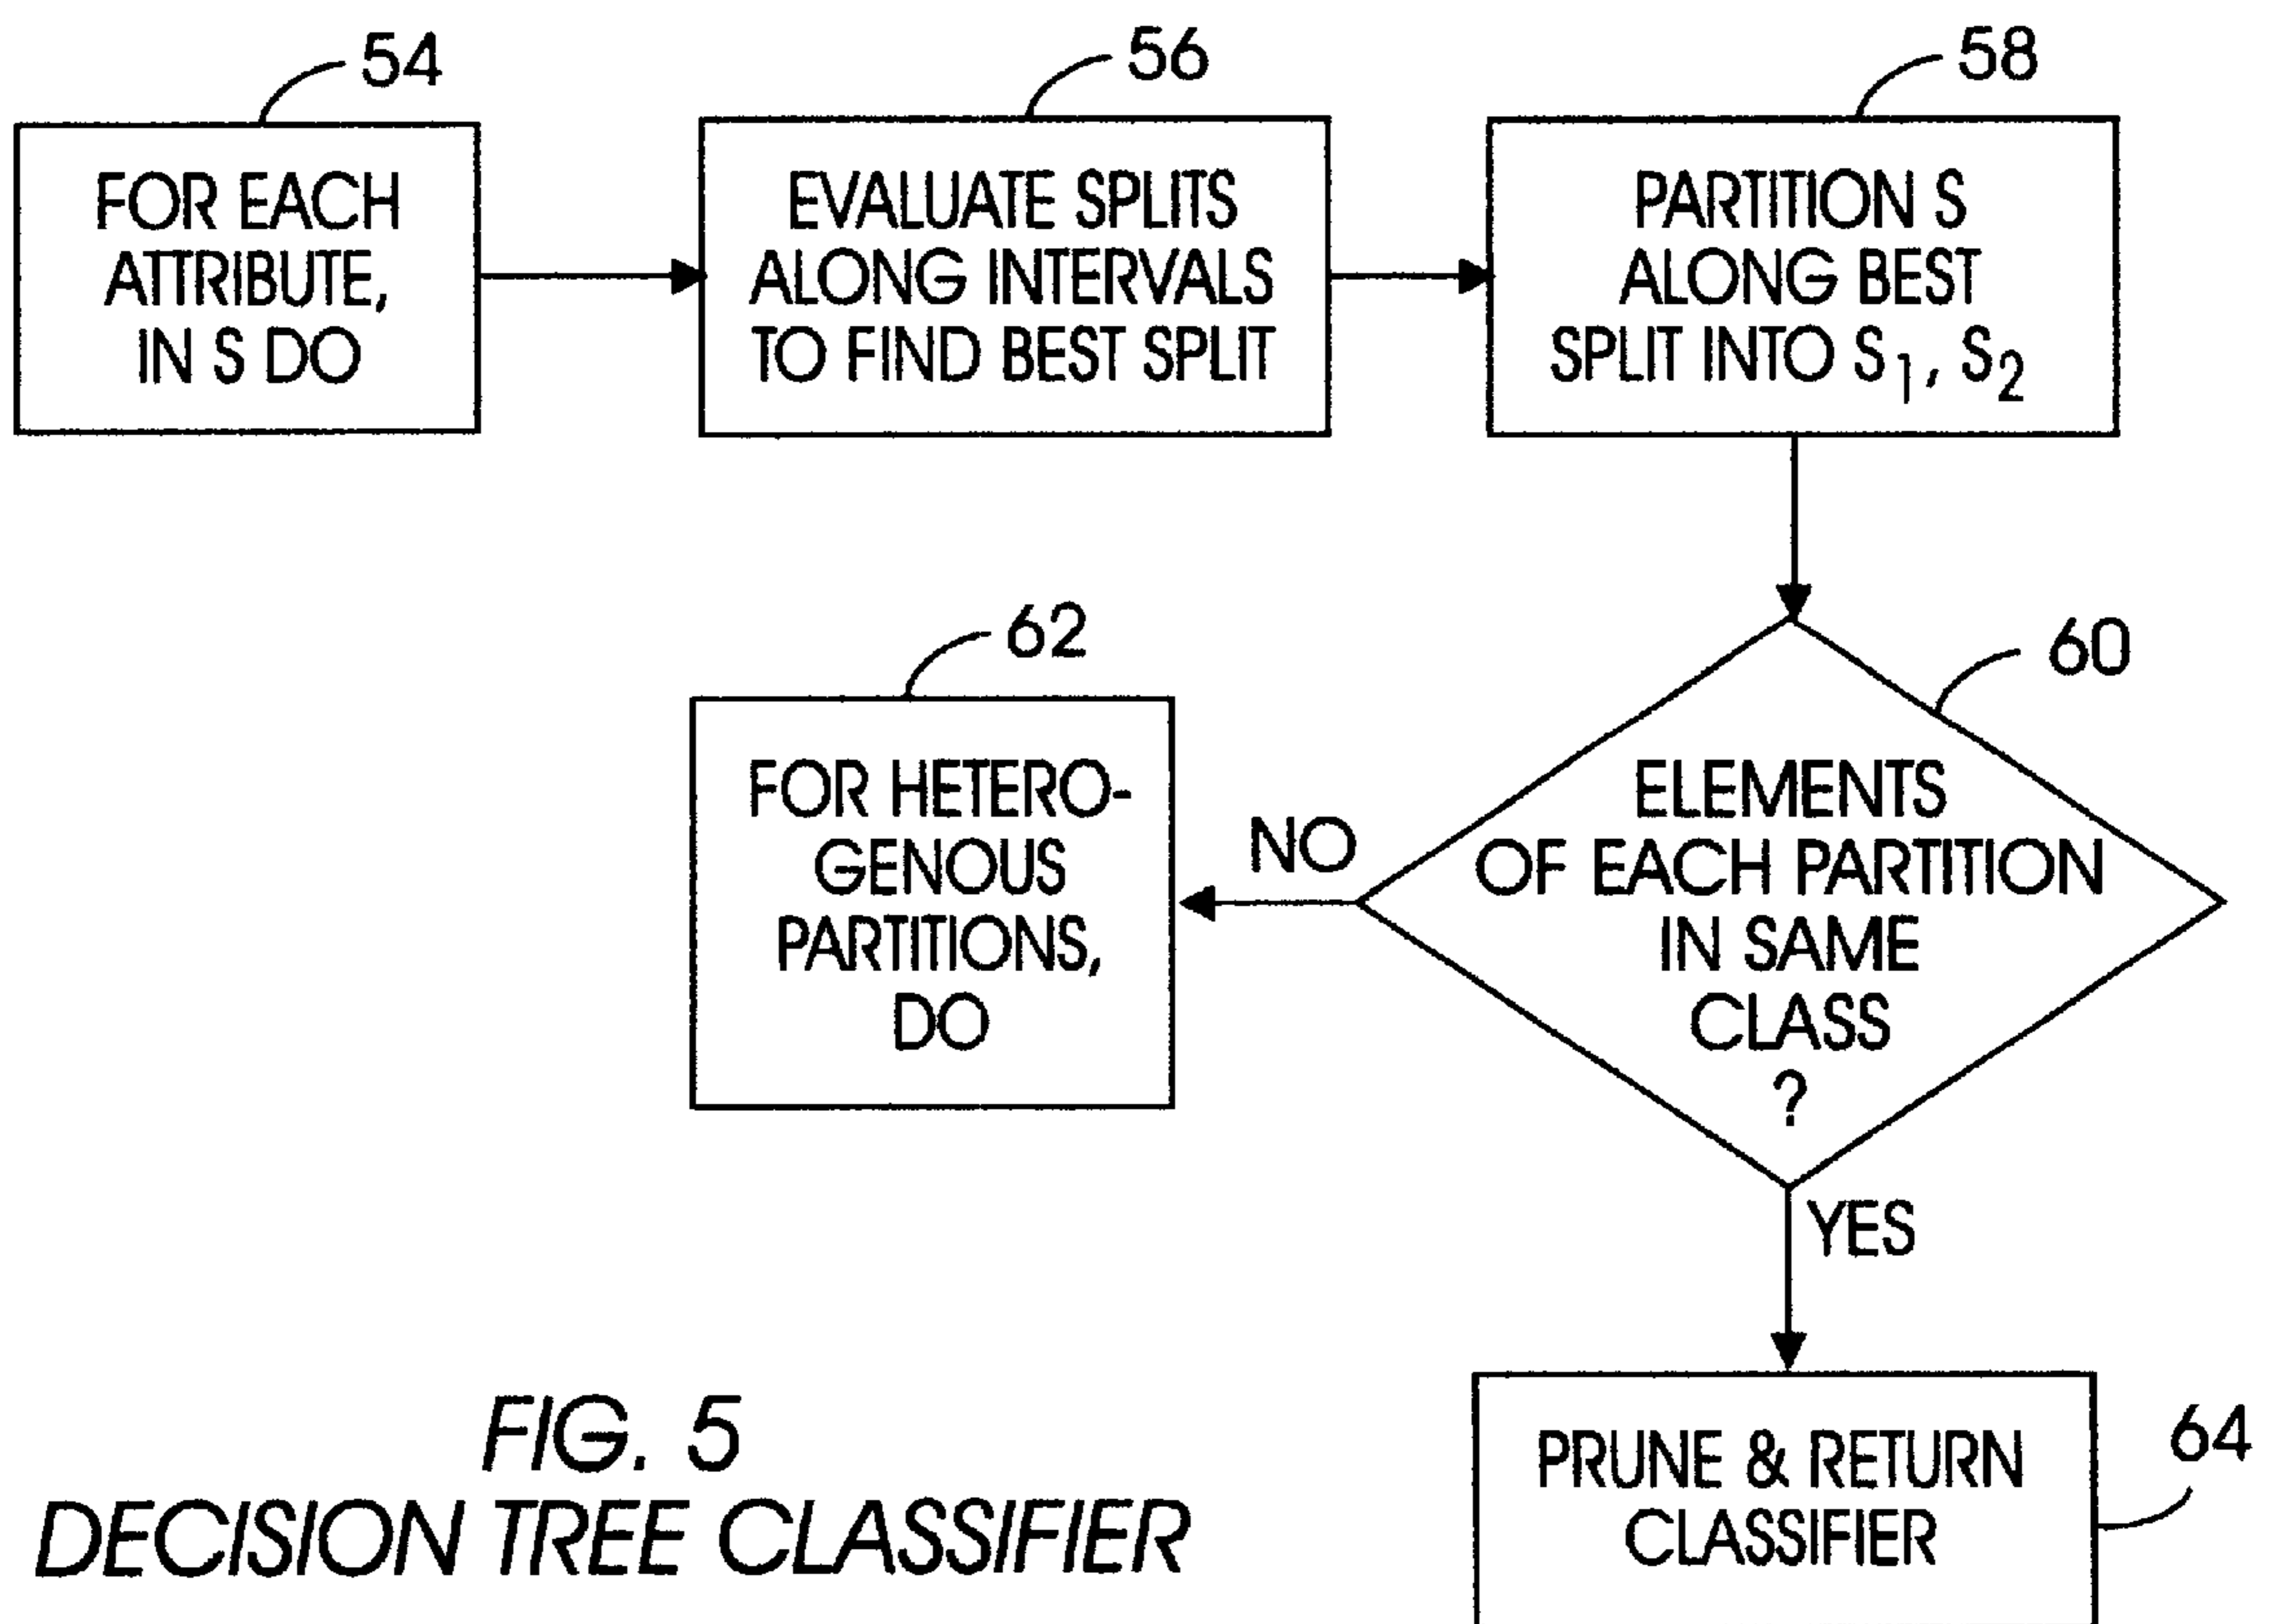 54
FOR EACH
ATTRIBUTE,
IN S DO
56
EVALUATE SPLITS
ALONG INTERVALS
TO FIND BEST SPLIT
58
PARTITION S
ALONG BEST
SPLIT INTO S1, S2
60
ELEMENTS
OF EACH PARTITION
IN SAME
CLASS
?
NO
62
FOR HETERO-
GENOUS
PARTITIONS,
DO
YES
64
PRUNE & RETURN
CLASSIFIER
FIG. 5
DECISION TREE CLASSIFIER